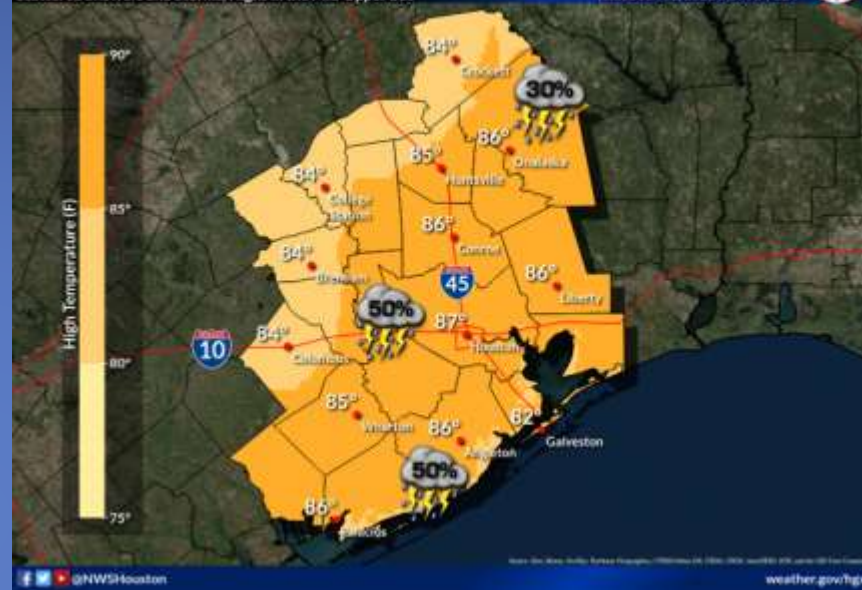 90°
85°
80°
75°
High Temperature (F)
84°
Crockett
30%
86°
Onalaska
85°
Huntsville
84°
College
Station
86°
Conroe
84°
Brenham
45
86°
Liberty
50%
87°
Houston
10
84°
Columbus
85°
Wharton
86°
Angleton
82°
Galveston
50%
86°
Palacios
@NWSHouston
weather.gov/hgx